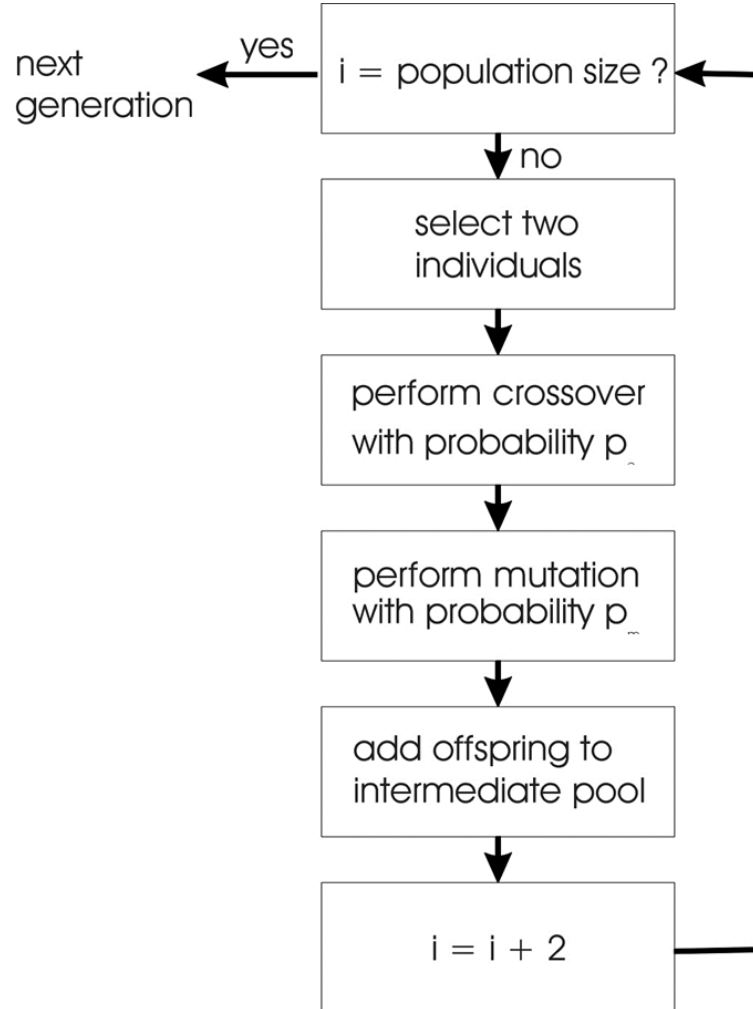 yes
next
generation
i = population size ?
no
select two
individuals
perform crossover
with probability p
perform mutation
with probability p m
add offspring to
intermediate pool
i = i + 2